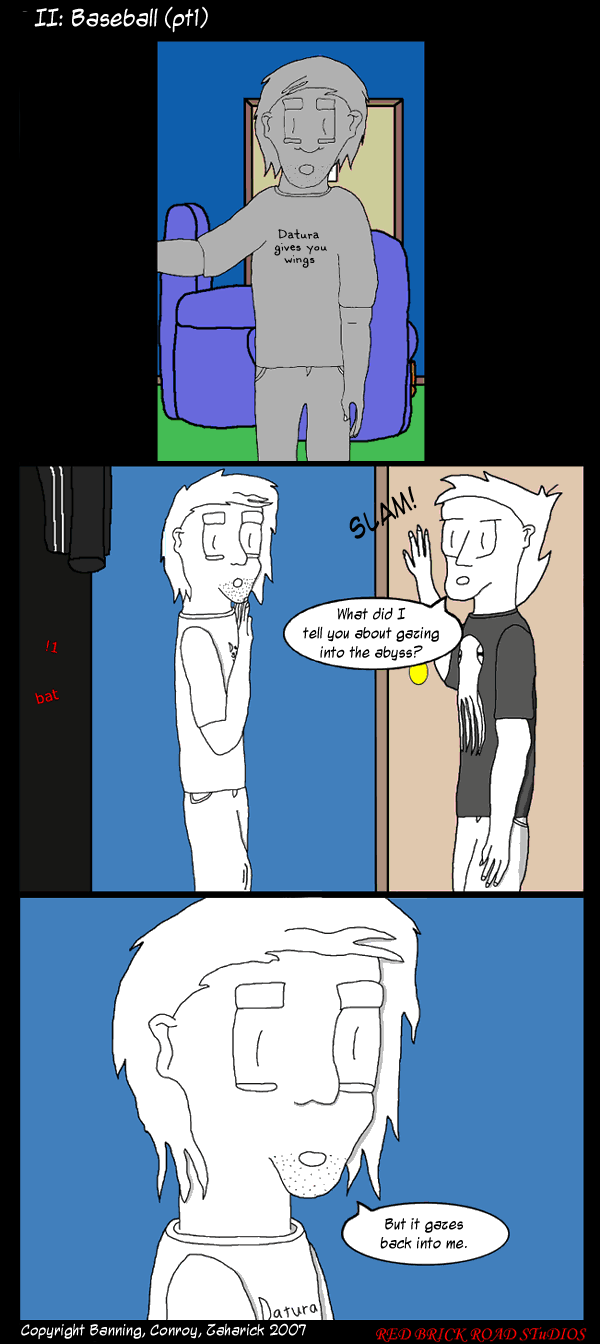 II: Baseball (pt1)
Datura
gives you
wings
SLAM!
What did I
tell you about gazing
into the abyss?
!1
bat
But it gazes
back into me.
Datura
Copyright Banning, Conroy, Zaharick 2007
RED BRICK ROAD STuDIOS